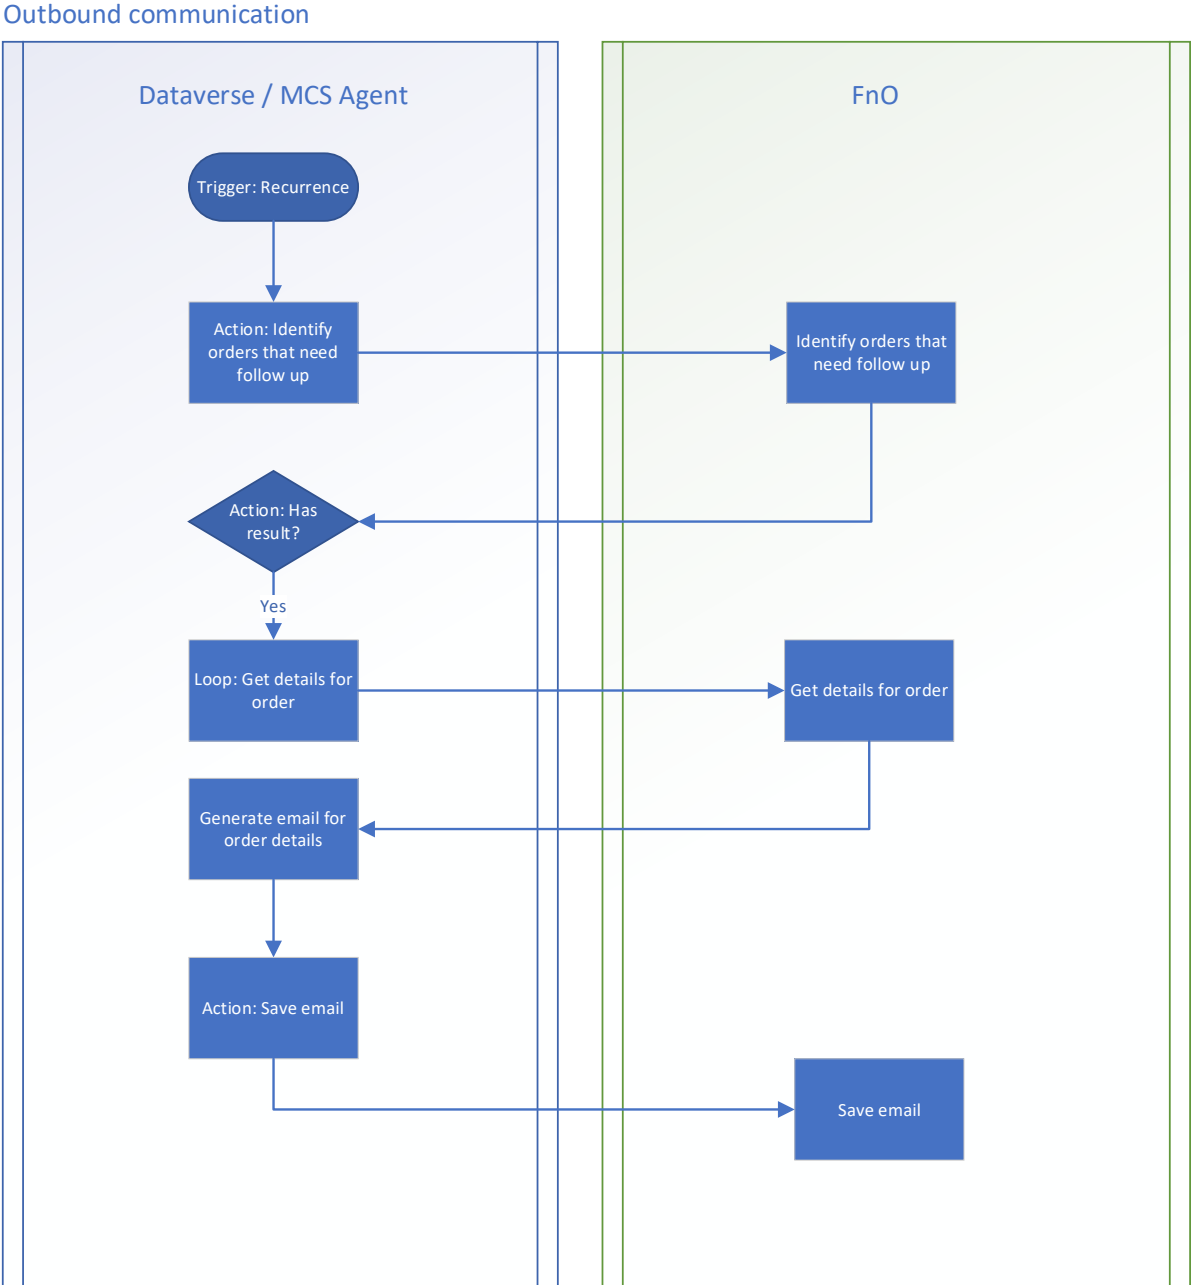 Outbound communication
Dataverse / MCS Agent
FnO
Trigger: Recurrence
Action: Identify
orders that need
follow up
Identify orders that
need follow up
Action: Has
result?
Yes
Loop: Get details for
order
Get details for order
Generate email for
order details
Action: Save email
Save email